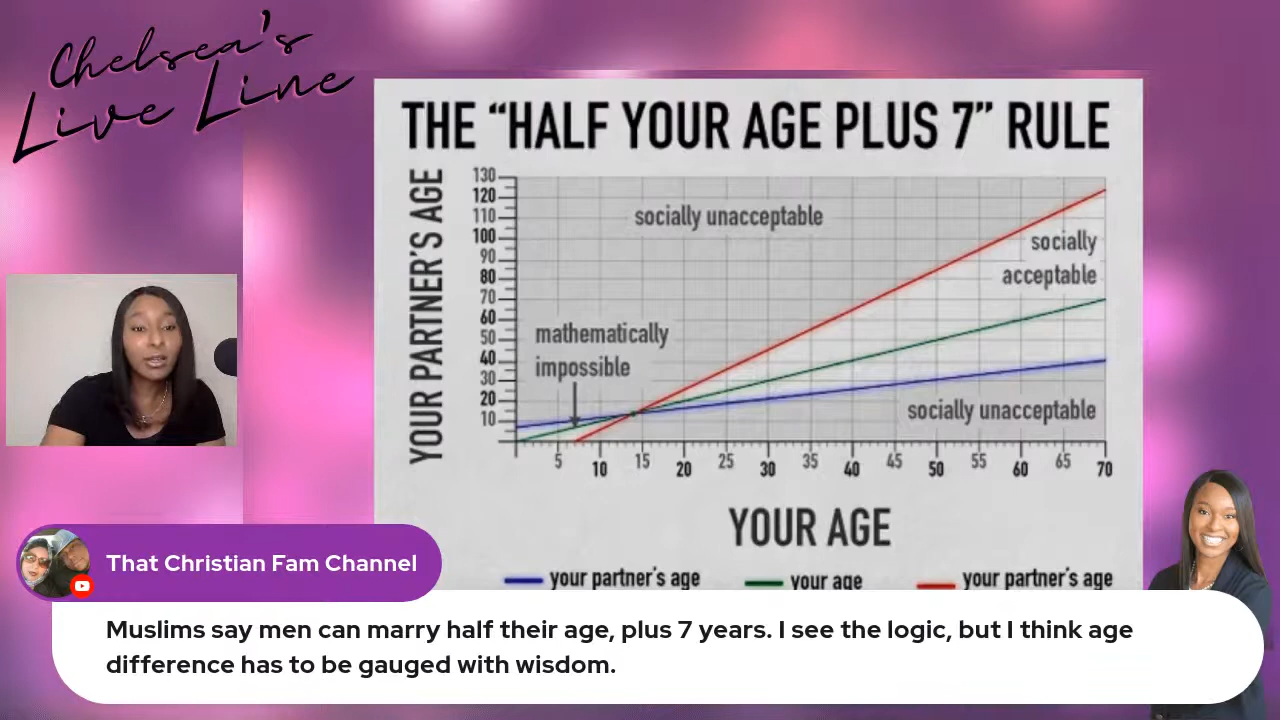 Chelsea's
Live Line
THE “HALF YOUR AGE PLUS 7” RULE
YOUR PARTNER'S AGE
130
120
110
100
90
80
70
60
50
40
30
20
10
socially unacceptable
socially
acceptable
mathematically
impossible
socially unacceptable
5 10 15 20 25 30 35 40 45 50 55 60 65 70
YOUR AGE
your partner's age your age your partner's age
That Christian Fam Channel
Muslims say men can marry half their age, plus 7 years. I see the logic, but I think age
difference has to be gauged with wisdom.